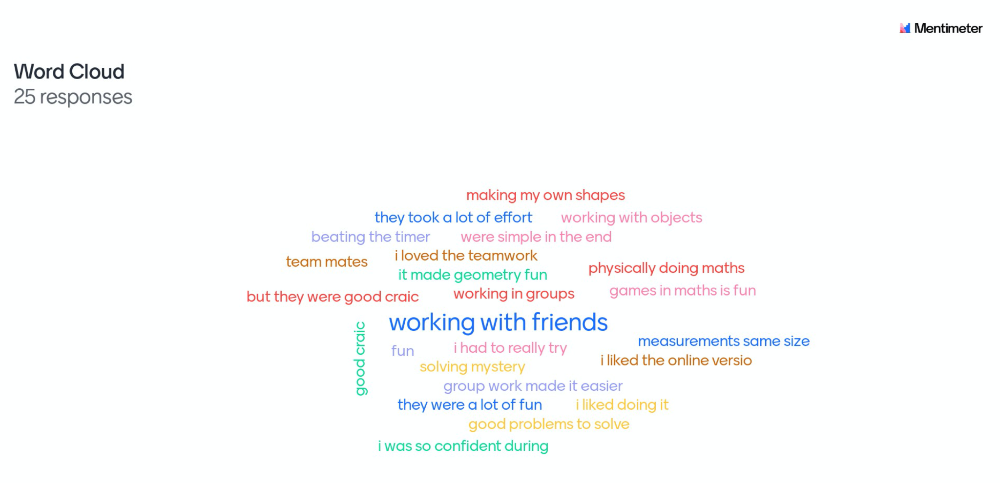 Mentimeter
Word Cloud
25 responses
making my own shapes
they took a lot of effort
working with objects
beating the timer
were simple in the end
team mates
i loved the teamwork
it made geometry fun
physically doing maths
but they were good craic
working in groups
games in maths is fun
working with friends
good craic
fun
i had to really try
measurements same size
solving mystery
i liked the online versio
group work made it easier
they were a lot of fun
i liked doing it
good problems to solve
i was so confident during